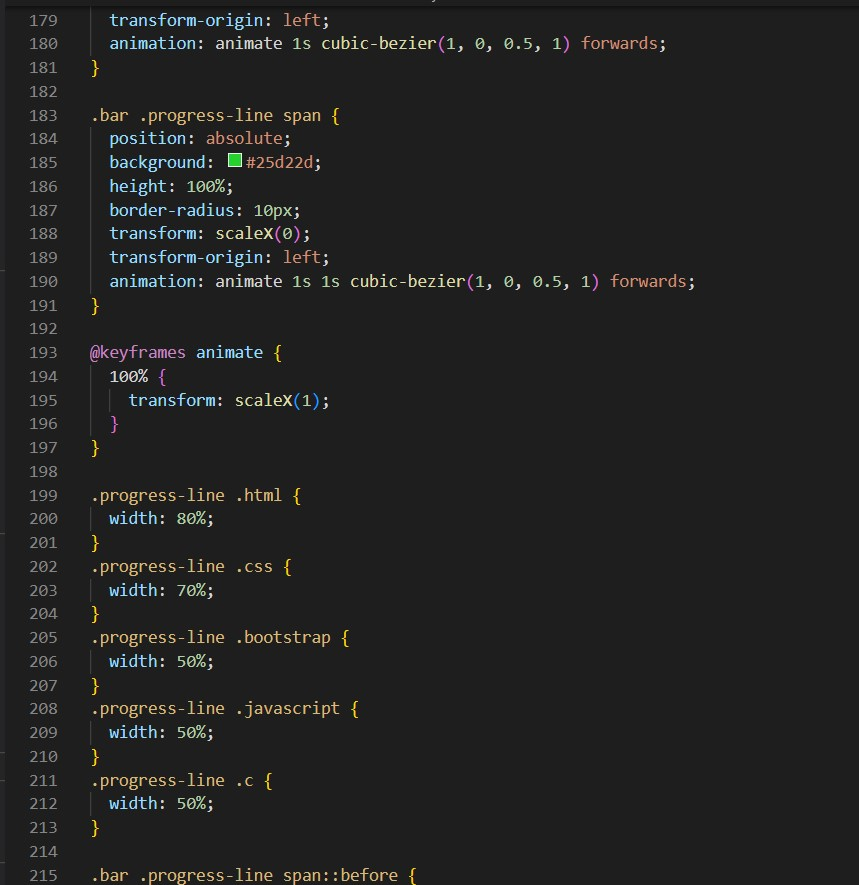 179 transform-origin: left;
180 animation: animate 1s cubic-bezier(1, 0, 0.5, 1) forwards;
181 }
182
183 .bar .progress-line span {
184 position: absolute;
185 background: #25d22d;
186 height: 100%;
187 border-radius: 10px;
188 transform: scaleX(0);
189 transform-origin: left;
190 animation: animate 1s 1s cubic-bezier(1, 0, 0.5, 1) forwards;
191 }
192
193 @keyframes animate {
194 100% {
195 transform: scaleX(1);
196 }
197 }
198
199 .progress-line .html {
200 width: 80%;
201 }
202 .progress-line .css {
203 width: 70%;
204 }
205 .progress-line .bootstrap {
206 width: 50%;
207 }
208 .progress-line .javascript {
209 width: 50%;
210 }
211 .progress-line .c {
212 width: 50%;
213 }
214
215 .bar .progress-line span::before {